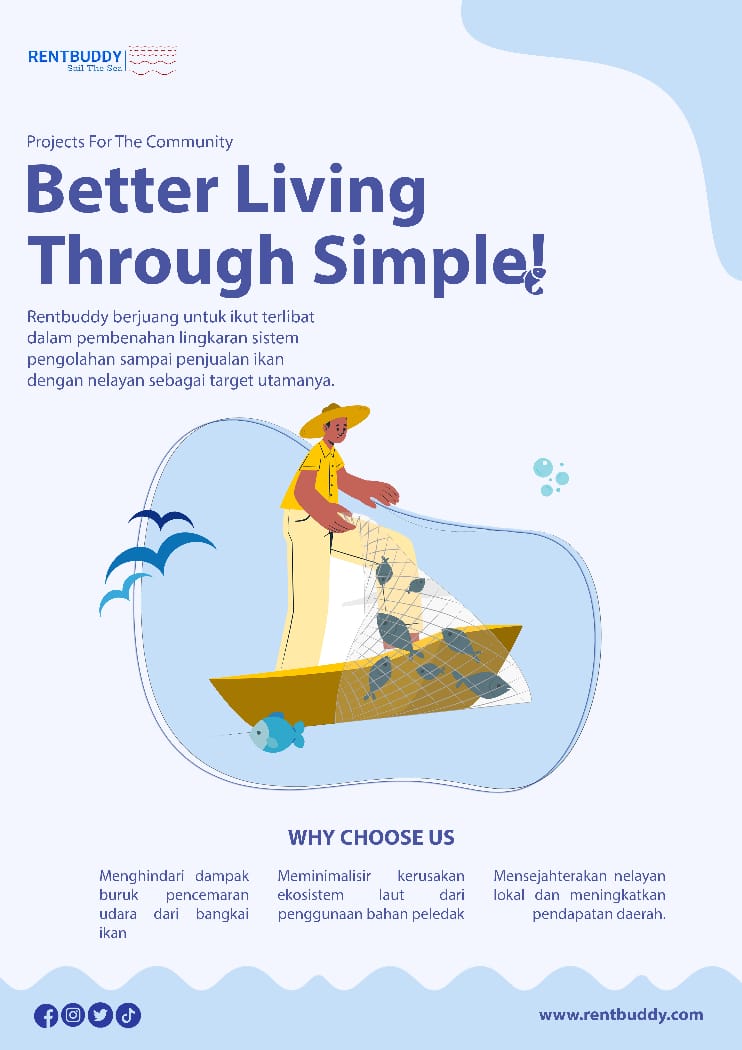 RENTBUDDY
Sail The Sea
Projects For The Community
Better Living
Through Simple!
Rentbuddy berjuang untuk ikut terlibat
dalam pembenahan lingkaran sistem
pengolahan sampai penjualan ikan
dengan nelayan sebagai target utamanya.
WHY CHOOSE US
Menghindari dampak
buruk pencemaran
udara dari bangkai
ikan
Meminimalisir kerusakan
ekosistem laut dari
penggunaan bahan peledak
Mensejahterakan nelayan
lokal dan meningkatkan
pendapatan daerah.
www.rentbuddy.com